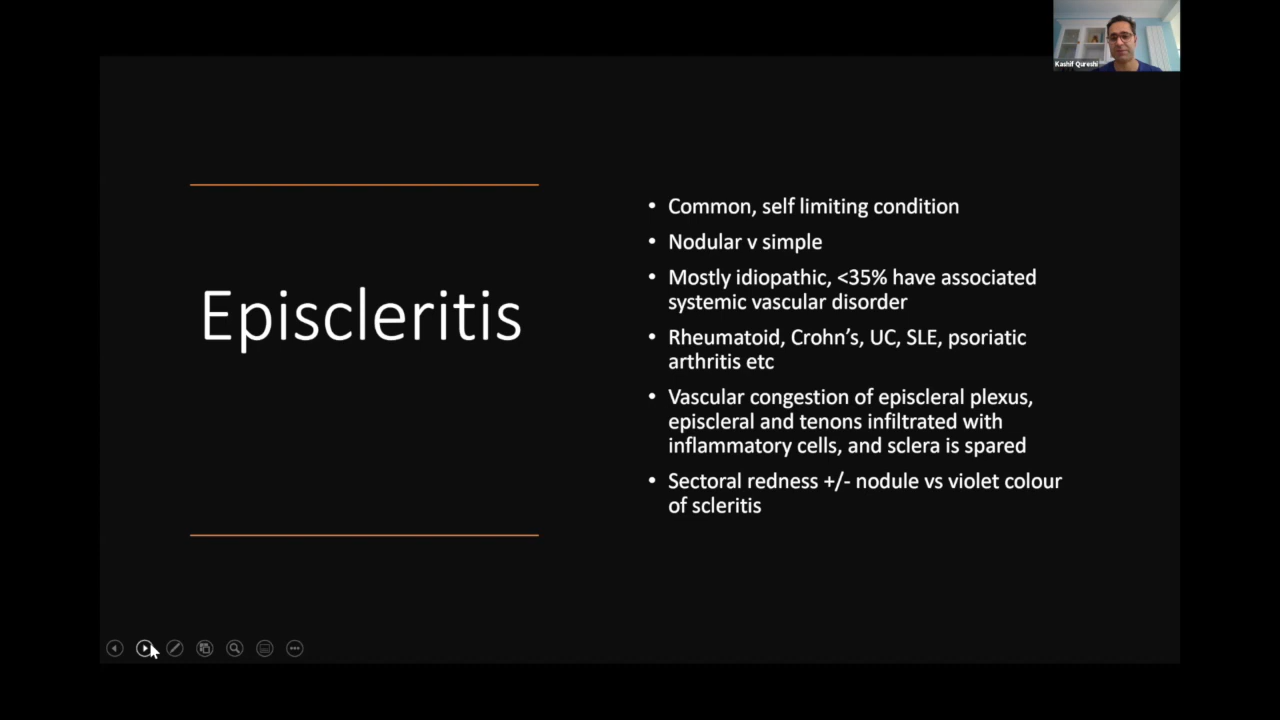 Kashif Qureshi
Episcleritis
• Common, self limiting condition
• Nodular v simple
• Mostly idiopathic, <35% have associated
systemic vascular disorder
• Rheumatoid, Crohn’s, UC, SLE, psoriatic
arthritis etc
• Vascular congestion of episcleral plexus,
episcleral and tenons infiltrated with
inflammatory cells, and sclera is spared
• Sectoral redness +/- nodule vs violet colour
of scleritis